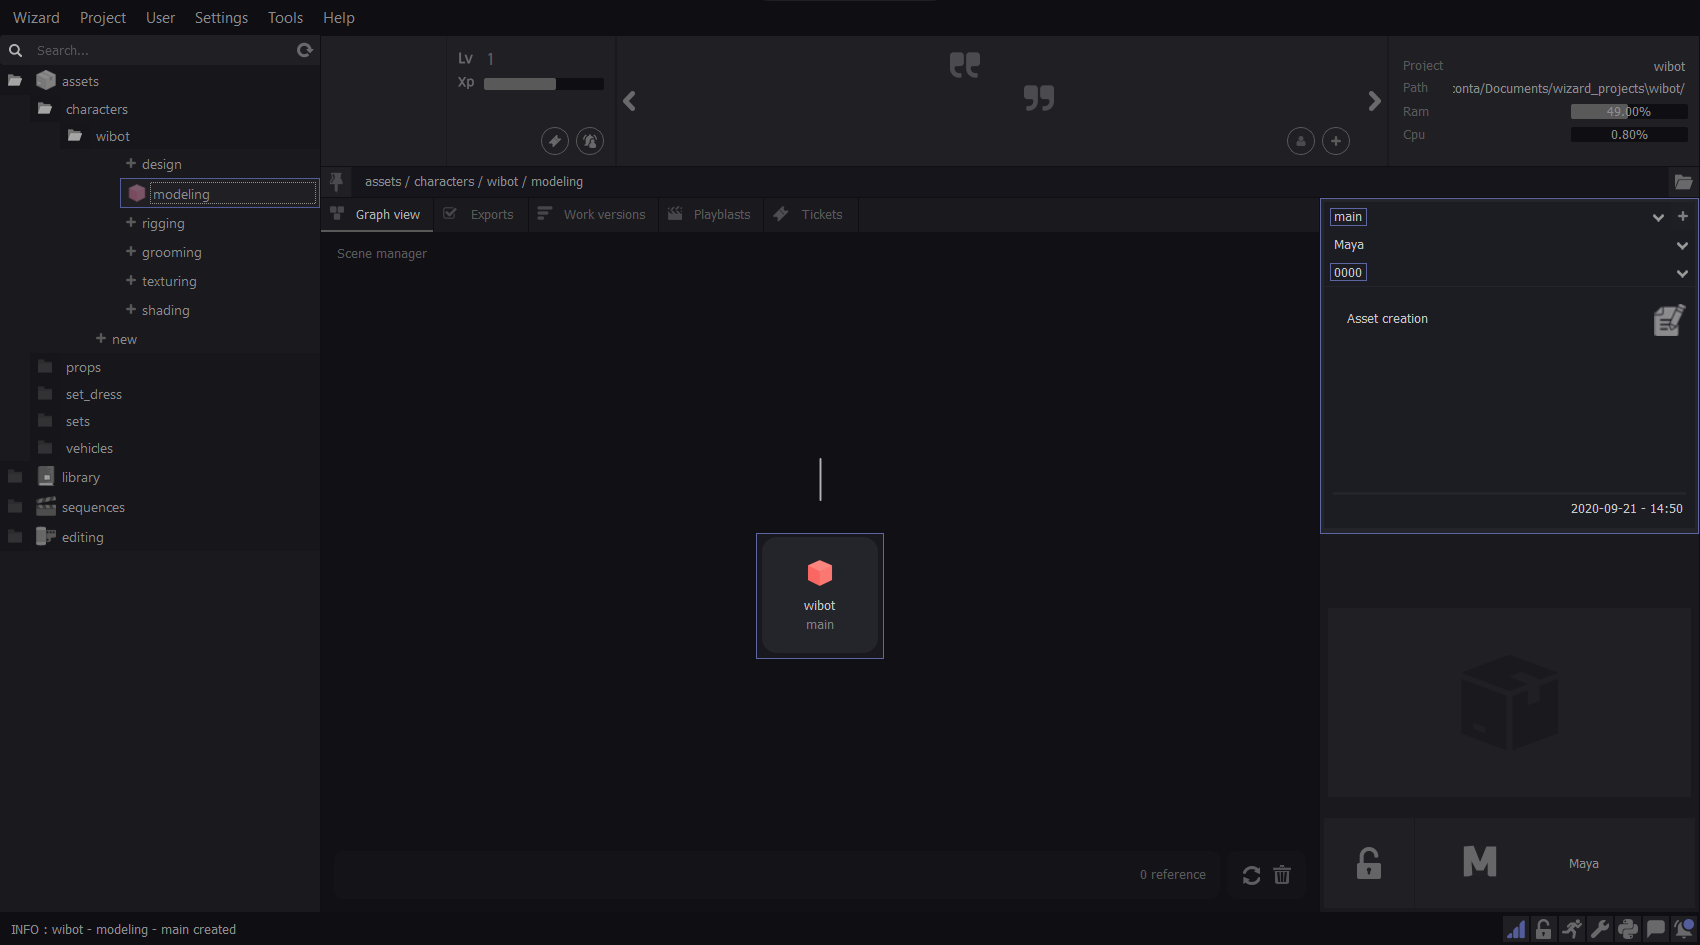 Wizard Project User Settings Tools Help
Search...
assets
characters
wibot
design
modeling
rigging
grooming
texturing
shading
new
props
set_dress
sets
vehicles
library
sequences
editing
Lv 1
Xp
Project wibot
Path :onta/Documents/wizard_projects\wibot/
Ram 49.00%
Cpu 0.80%
assets / characters / wibot / modeling
Graph view Exports Work versions Playblasts Tickets
Scene manager
wibot
main
0 reference
main
Maya
0000
Asset creation
2020-09-21 - 14:50
M Maya
INFO : wibot - modeling - main created